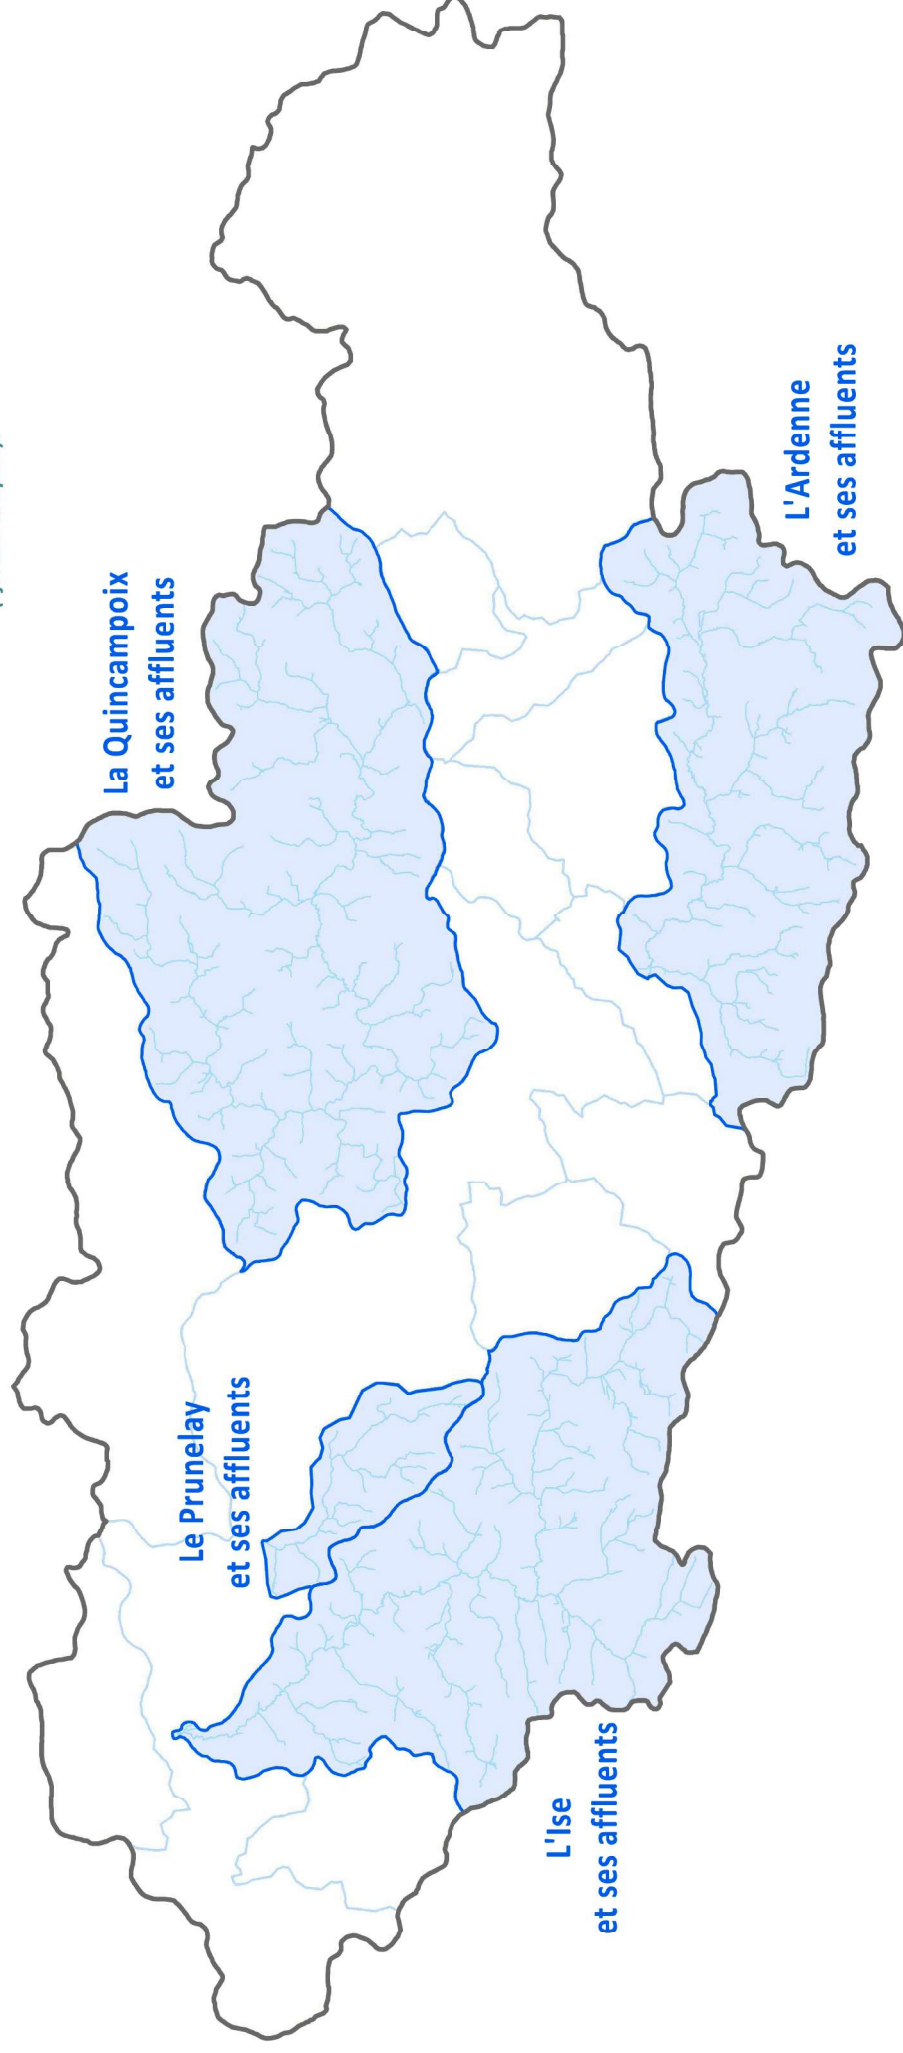 La Quincampoix
et ses affluents
L'Ardenne
et ses affluents
Le Prunelay
et ses affluents
L'Ise
et ses affluents